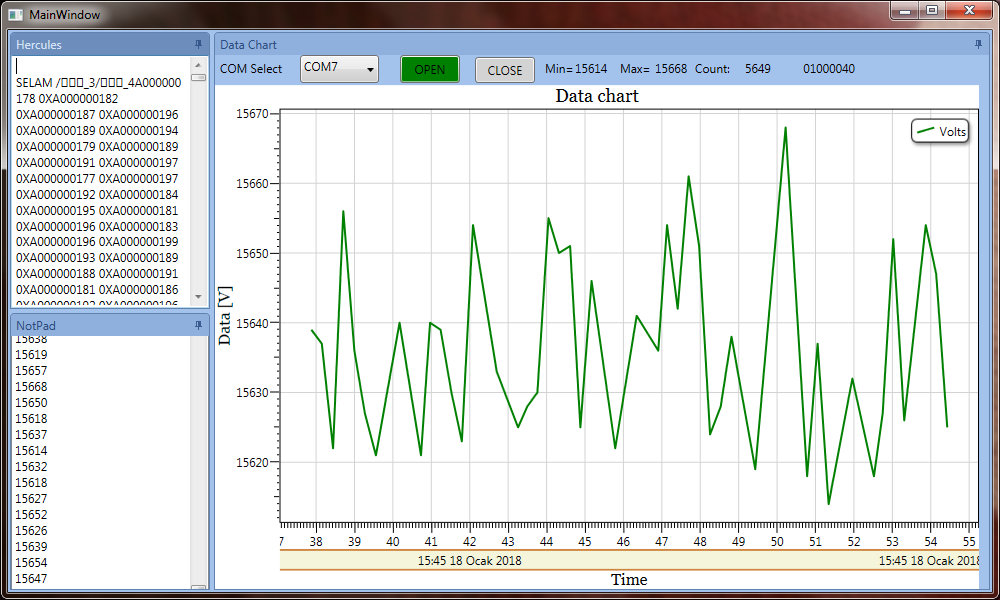 MainWindow
Hercules
SELAM /□□□_3/□□□_4A000000
178 0XA000000182
0XA000000187 0XA000000196
0XA000000189 0XA000000194
0XA000000179 0XA000000189
0XA000000191 0XA000000197
0XA000000177 0XA000000197
0XA000000192 0XA000000184
0XA000000195 0XA000000181
0XA000000196 0XA000000183
0XA000000196 0XA000000199
0XA000000193 0XA000000189
0XA000000188 0XA000000191
0XA000000181 0XA000000186
NotPad
15638
15619
15657
15668
15650
15618
15637
15614
15632
15618
15627
15652
15626
15639
15654
15647
Data Chart
COM Select COM7 OPEN CLOSE Min= 15614 Max= 15668 Count: 5649 01000040
Data chart
Volts
15670
15660
15650
15640
15630
15620
Data [V]
7 38 39 40 41 42 43 44 45 46 47 48 49 50 51 52 53 54 55
15:45 18 Ocak 2018 15:45 18 Ocak 2018
Time